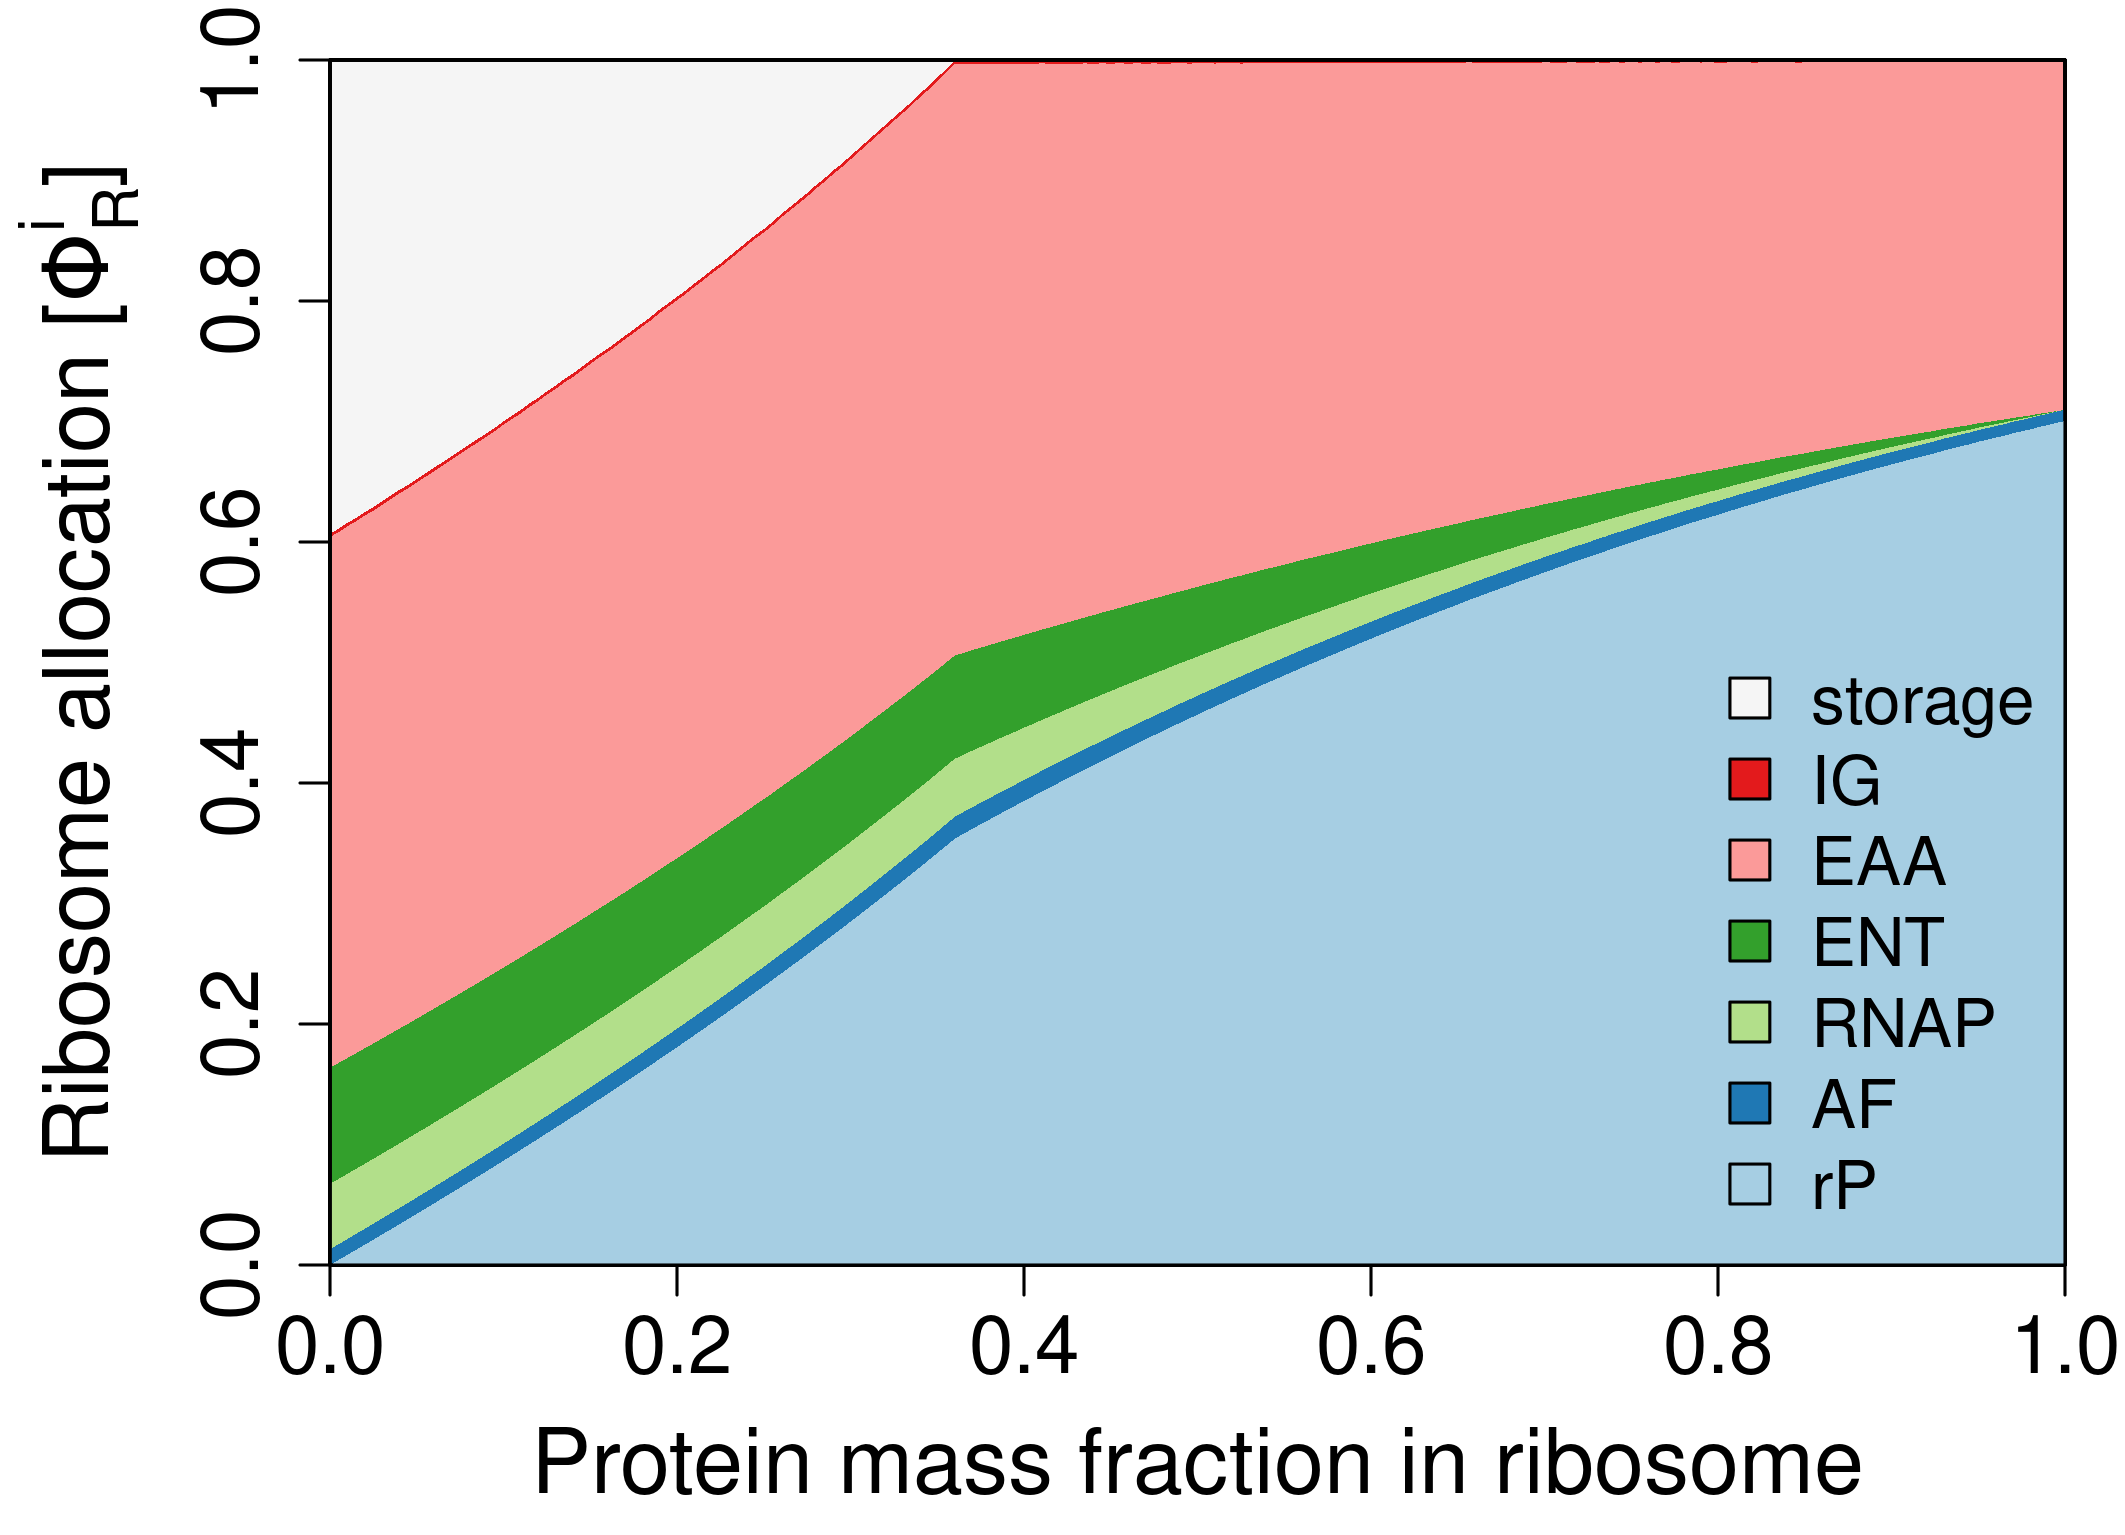 Ribosome allocation [Φ^i_R]
1.0
0.8
0.6
0.4
0.2
0.0
storage
IG
EAA
ENT
RNAP
AF
rP
0.0 0.2 0.4 0.6 0.8 1.0
Protein mass fraction in ribosome